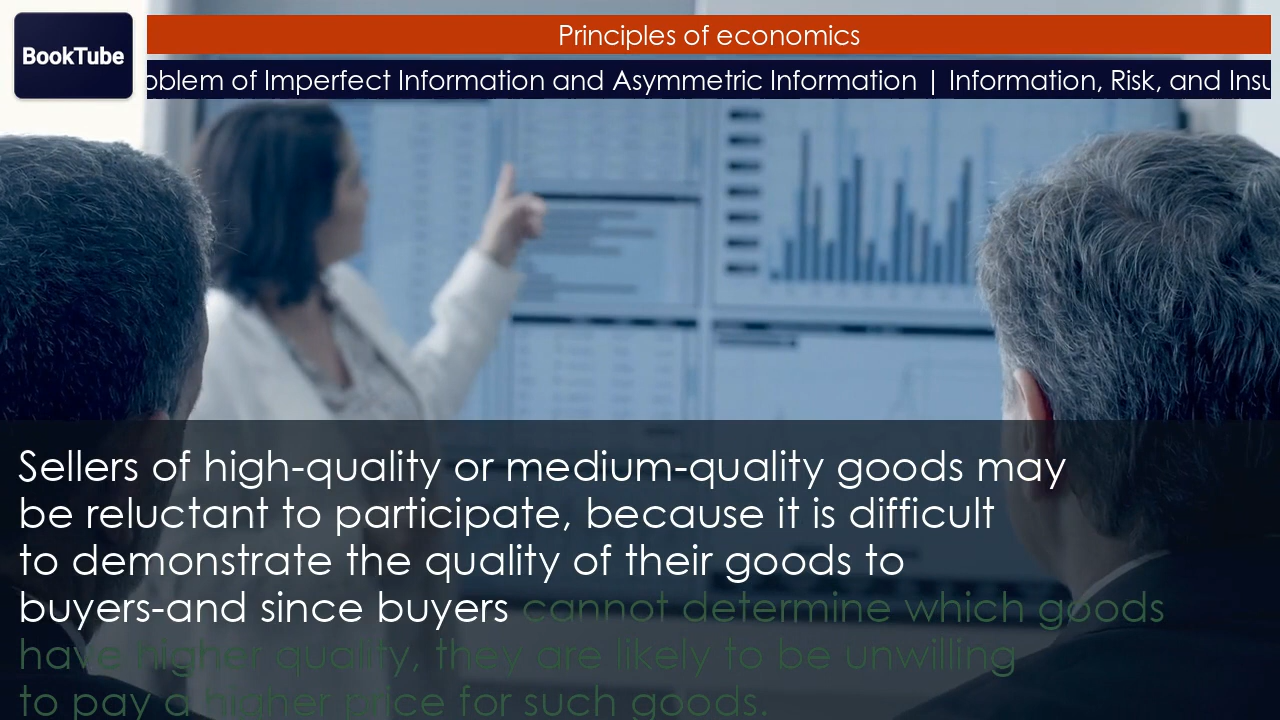 BookTube
Principles of economics
oblem of Imperfect Information and Asymmetric Information | Information, Risk, and Insu
Sellers of high-quality or medium-quality goods may
be reluctant to participate, because it is difficult
to demonstrate the quality of their goods to
buyers-and since buyers cannot determine which goods
have higher quality, they are likely to be unwilling
to pay a higher price for such goods.